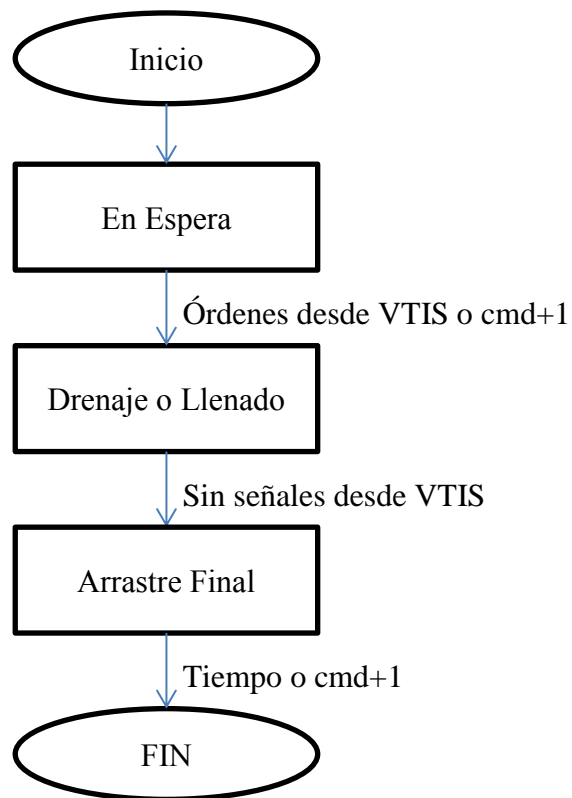 Inicio
En Espera
Órdenes desde VTIS o cmd+1
Drenaje o Llenado
Sin señales desde VTIS
Arrastre Final
Tiempo o cmd+1
FIN